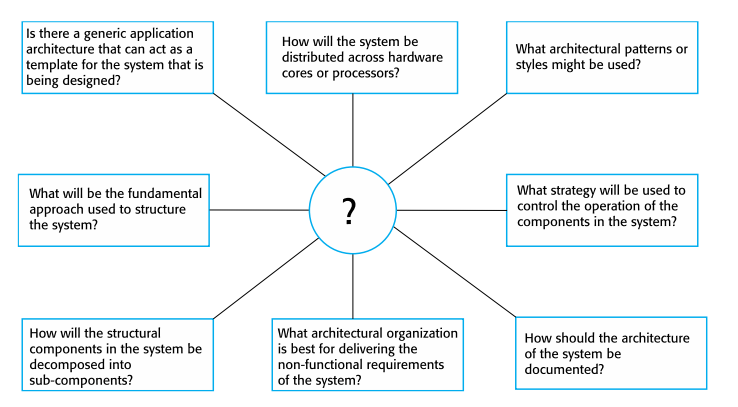 Is there a generic application
architecture that can act as a
template for the system that is
being designed?
How will the system be
distributed across hardware
cores or processors?
What architectural patterns or
styles might be used?
What will be the fundamental
approach used to structure
the system?
?
What strategy will be used to
control the operation of the
components in the system?
How will the structural
components in the system be
decomposed into
sub-components?
What architectural organization
is best for delivering the
non-functional requirements
of the system?
How should the architecture
of the system be
documented?